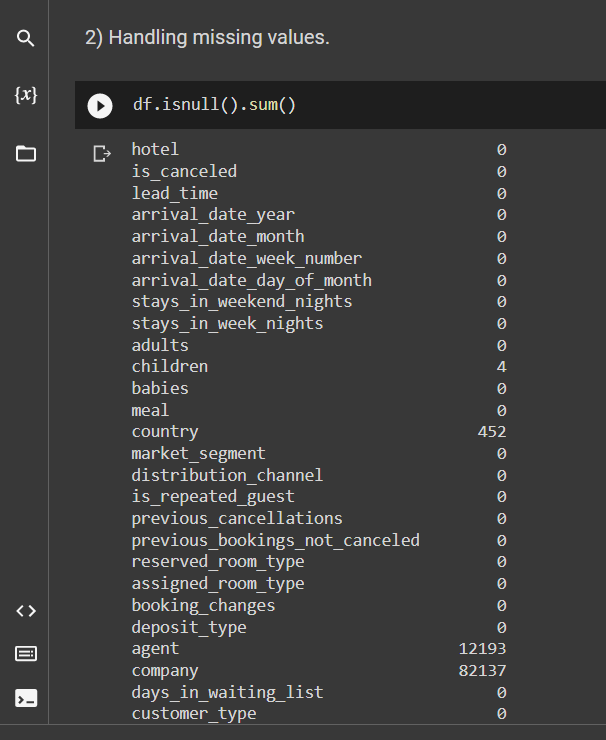 2) Handling missing values.
{x}
df.isnull().sum()
hotel 0
is_canceled 0
lead_time 0
arrival_date_year 0
arrival_date_month 0
arrival_date_week_number 0
arrival_date_day_of_month 0
stays_in_weekend_nights 0
stays_in_week_nights 0
adults 0
children 4
babies 0
meal 0
country 452
market_segment 0
distribution_channel 0
is_repeated_guest 0
previous_cancellations 0
previous_bookings_not_canceled 0
reserved_room_type 0
assigned_room_type 0
booking_changes 0
deposit_type 0
agent 12193
company 82137
days_in_waiting_list 0
customer_type 0